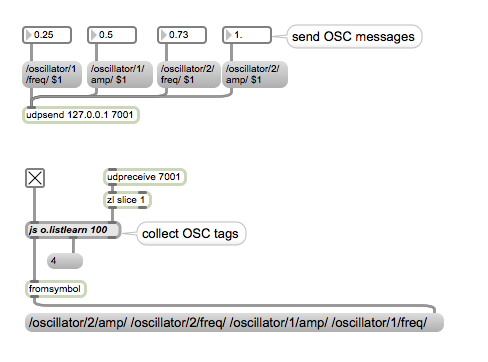 0.25 0.5 0.73 1. send OSC messages
/oscillator/1 /oscillator/1/ /oscillator/2/ /oscillator/2/
/freq/ $1 amp/ $1 freq/ $1 amp/ $1
udpsend 127.0.0.1 7001
udpreceive 7001
zl slice 1
js o.listlearn 100 collect OSC tags
4
fromsymbol
/oscillator/2/amp/ /oscillator/2/freq/ /oscillator/1/amp/ /oscillator/1/freq/